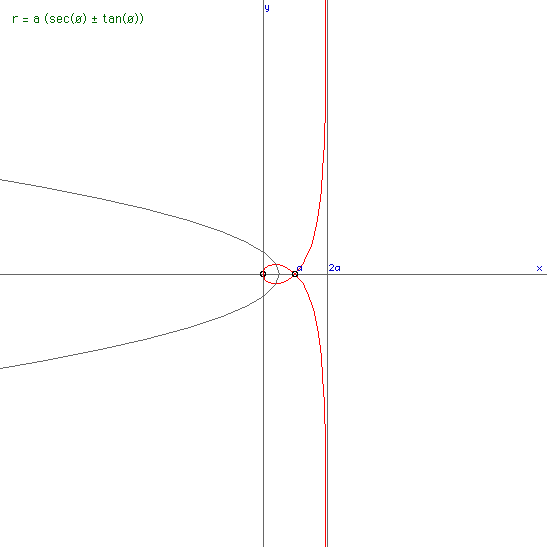 y
r = a (sec(ø) ± tan(ø))
a
2a
x